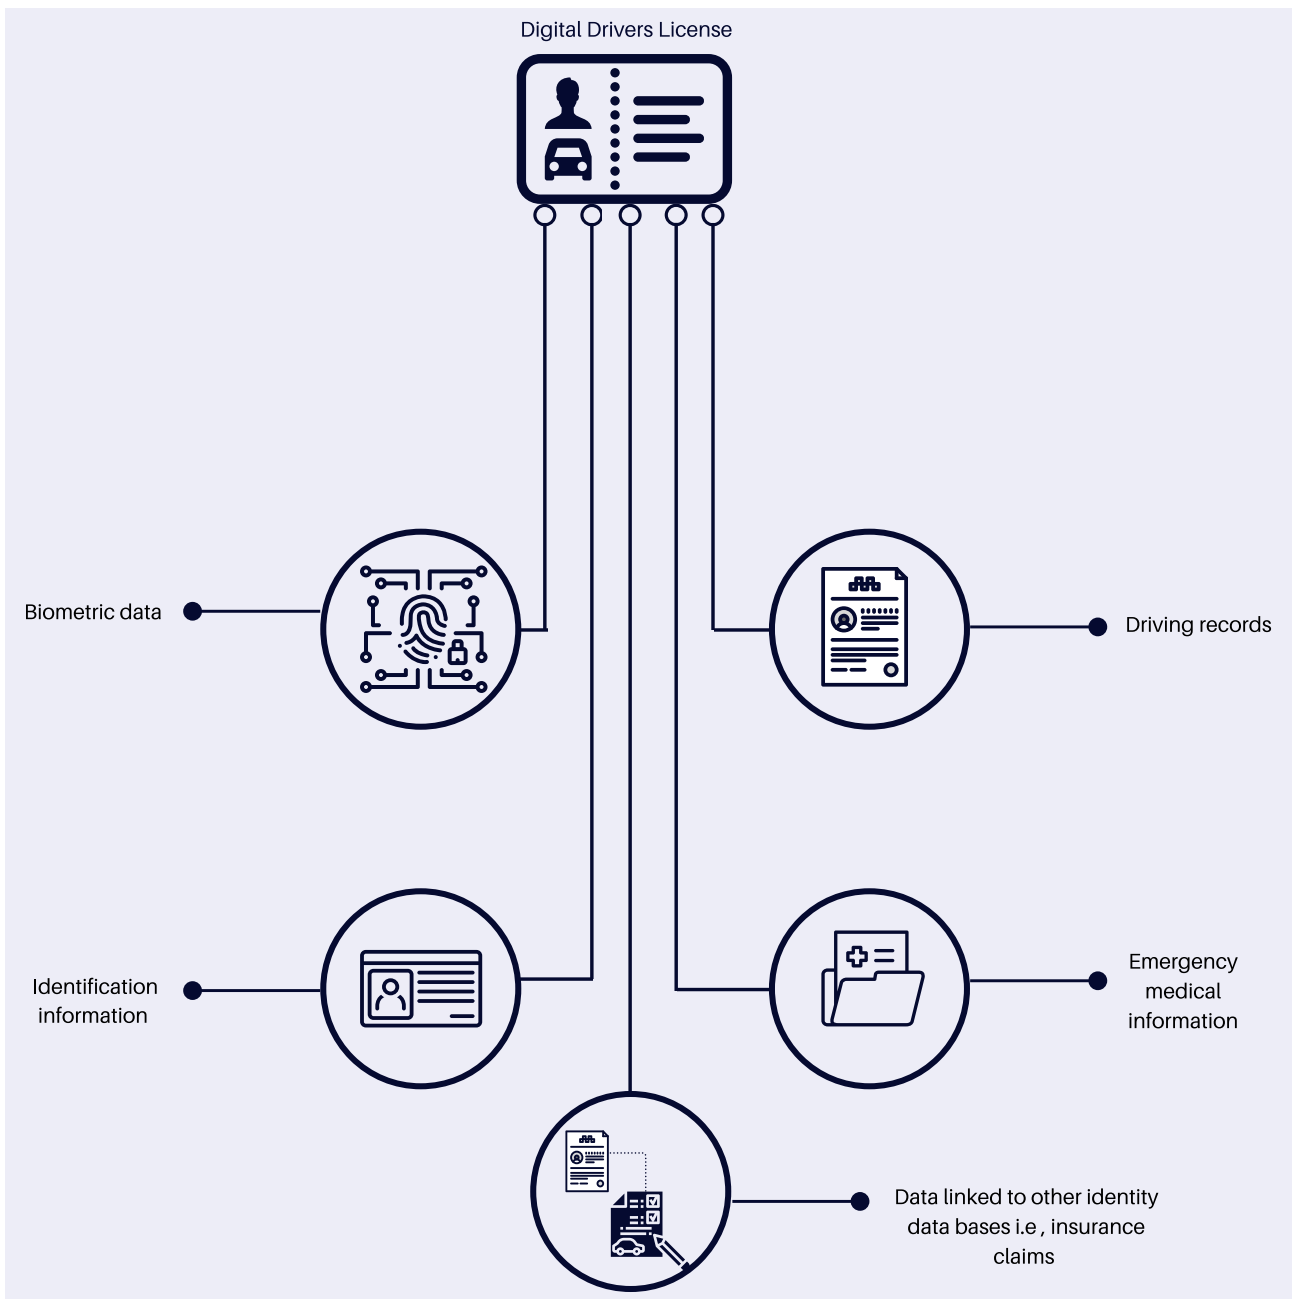 Digital Drivers License
Biometric data
Driving records
Identification
information
Emergency
medical
information
Data linked to other identity
data bases i.e , insurance
claims